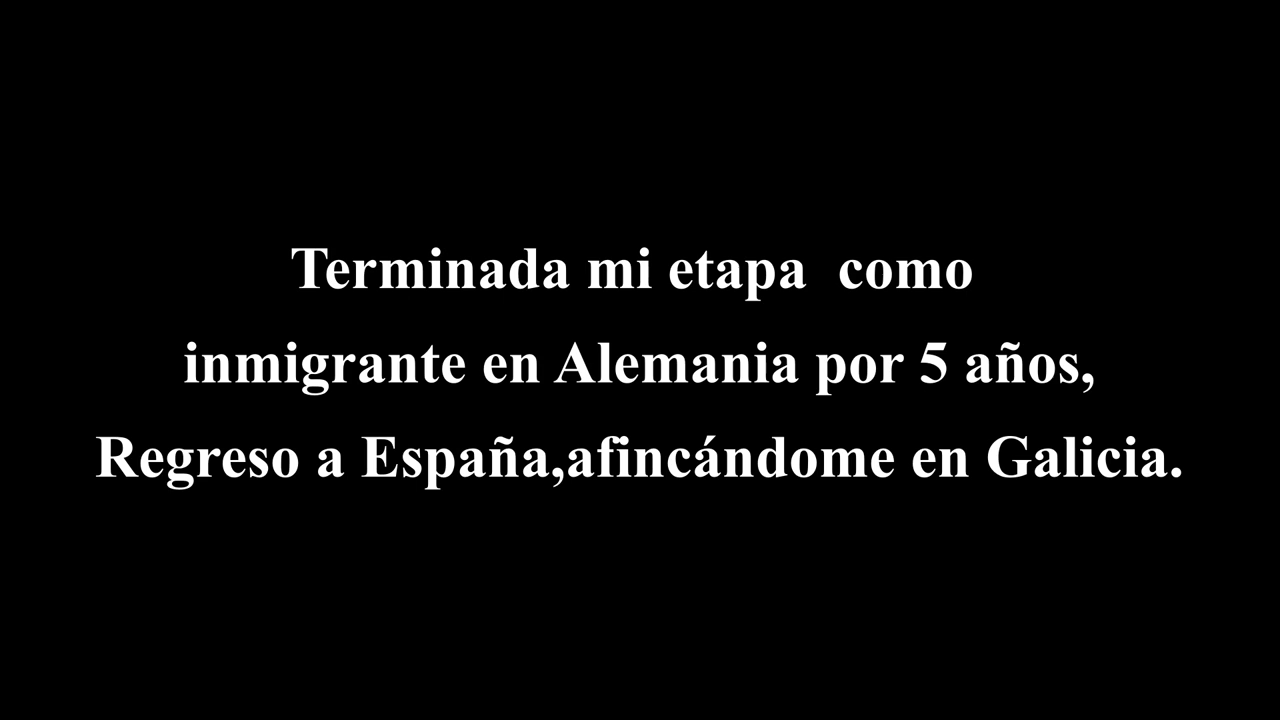 Terminada mi etapa  como
inmigrante en Alemania por 5 años,
Regreso a España,afincándome en Galicia.